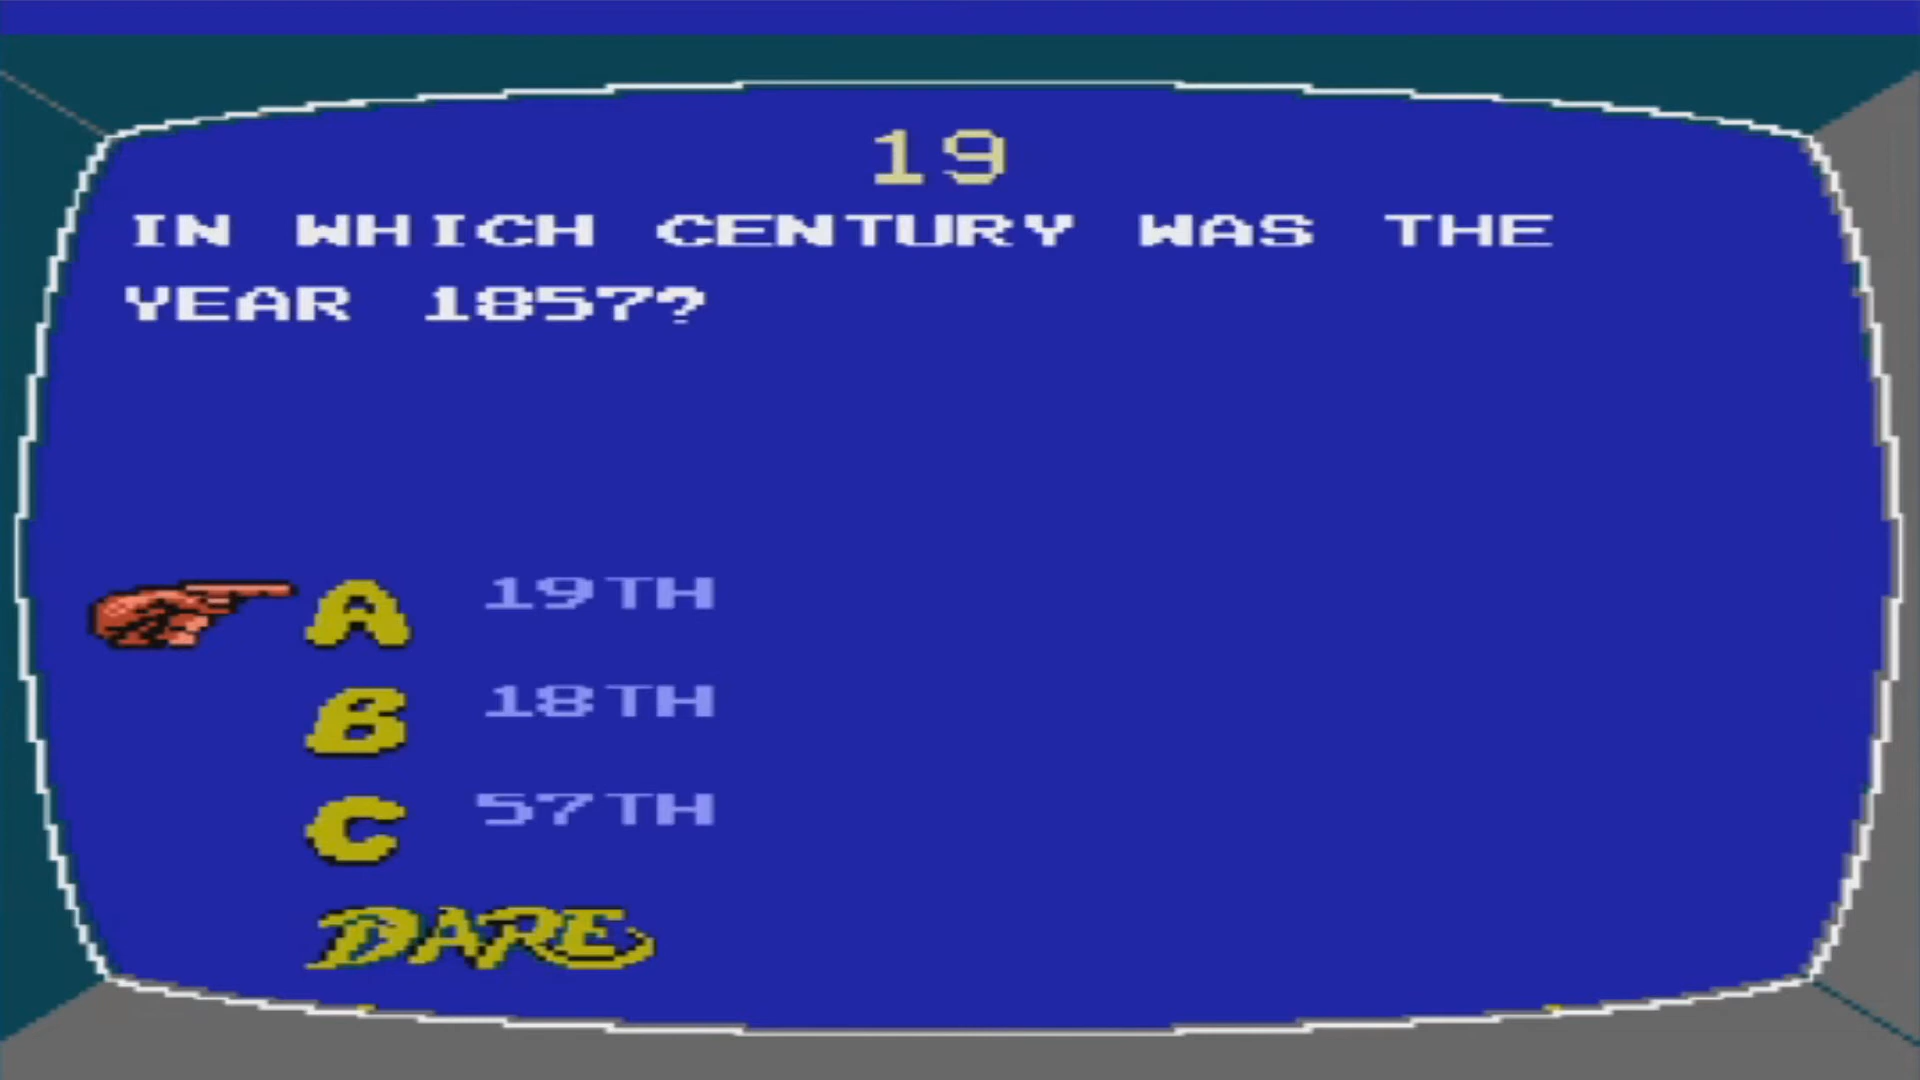 19
IN WHICH CENTURY WAS THE
YEAR 1857?
A 19TH
B 18TH
C 57TH
DARE